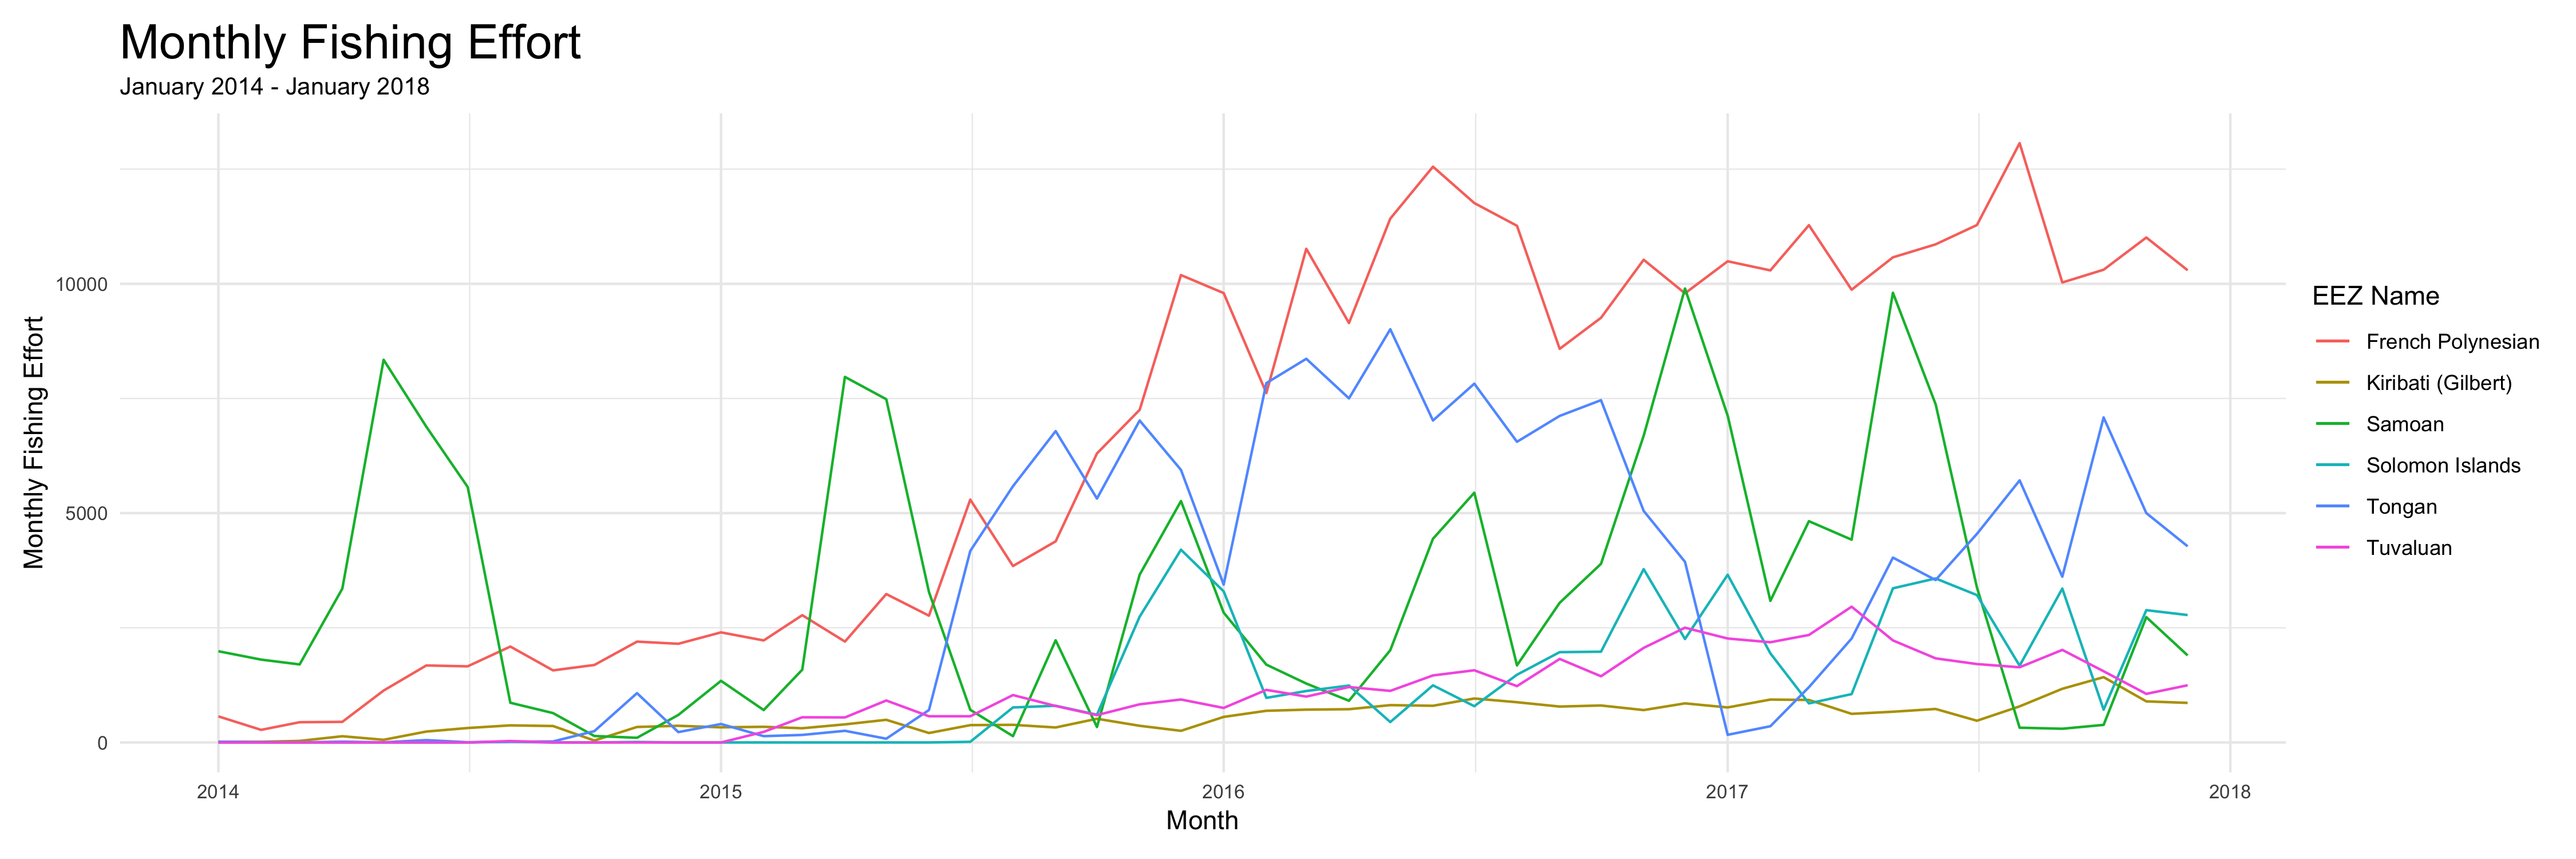 Monthly Fishing Effort
January 2014 - January 2018
Monthly Fishing Effort
10000
5000
0
2014
2015
2016
2017
2018
Month
EEZ Name
French Polynesian
Kiribati (Gilbert)
Samoan
Solomon Islands
Tongan
Tuvaluan